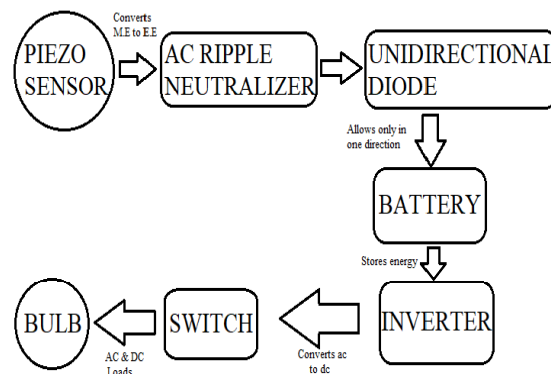 Converts
M.E to E.E
PIEZO
SENSOR
AC RIPPLE
NEUTRALIZER
UNIDIRECTIONAL
DIODE
Allows only in
one direction
BATTERY
Stores energy
INVERTER
Converts ac
to dc
SWITCH
AC & DC
Loads
BULB